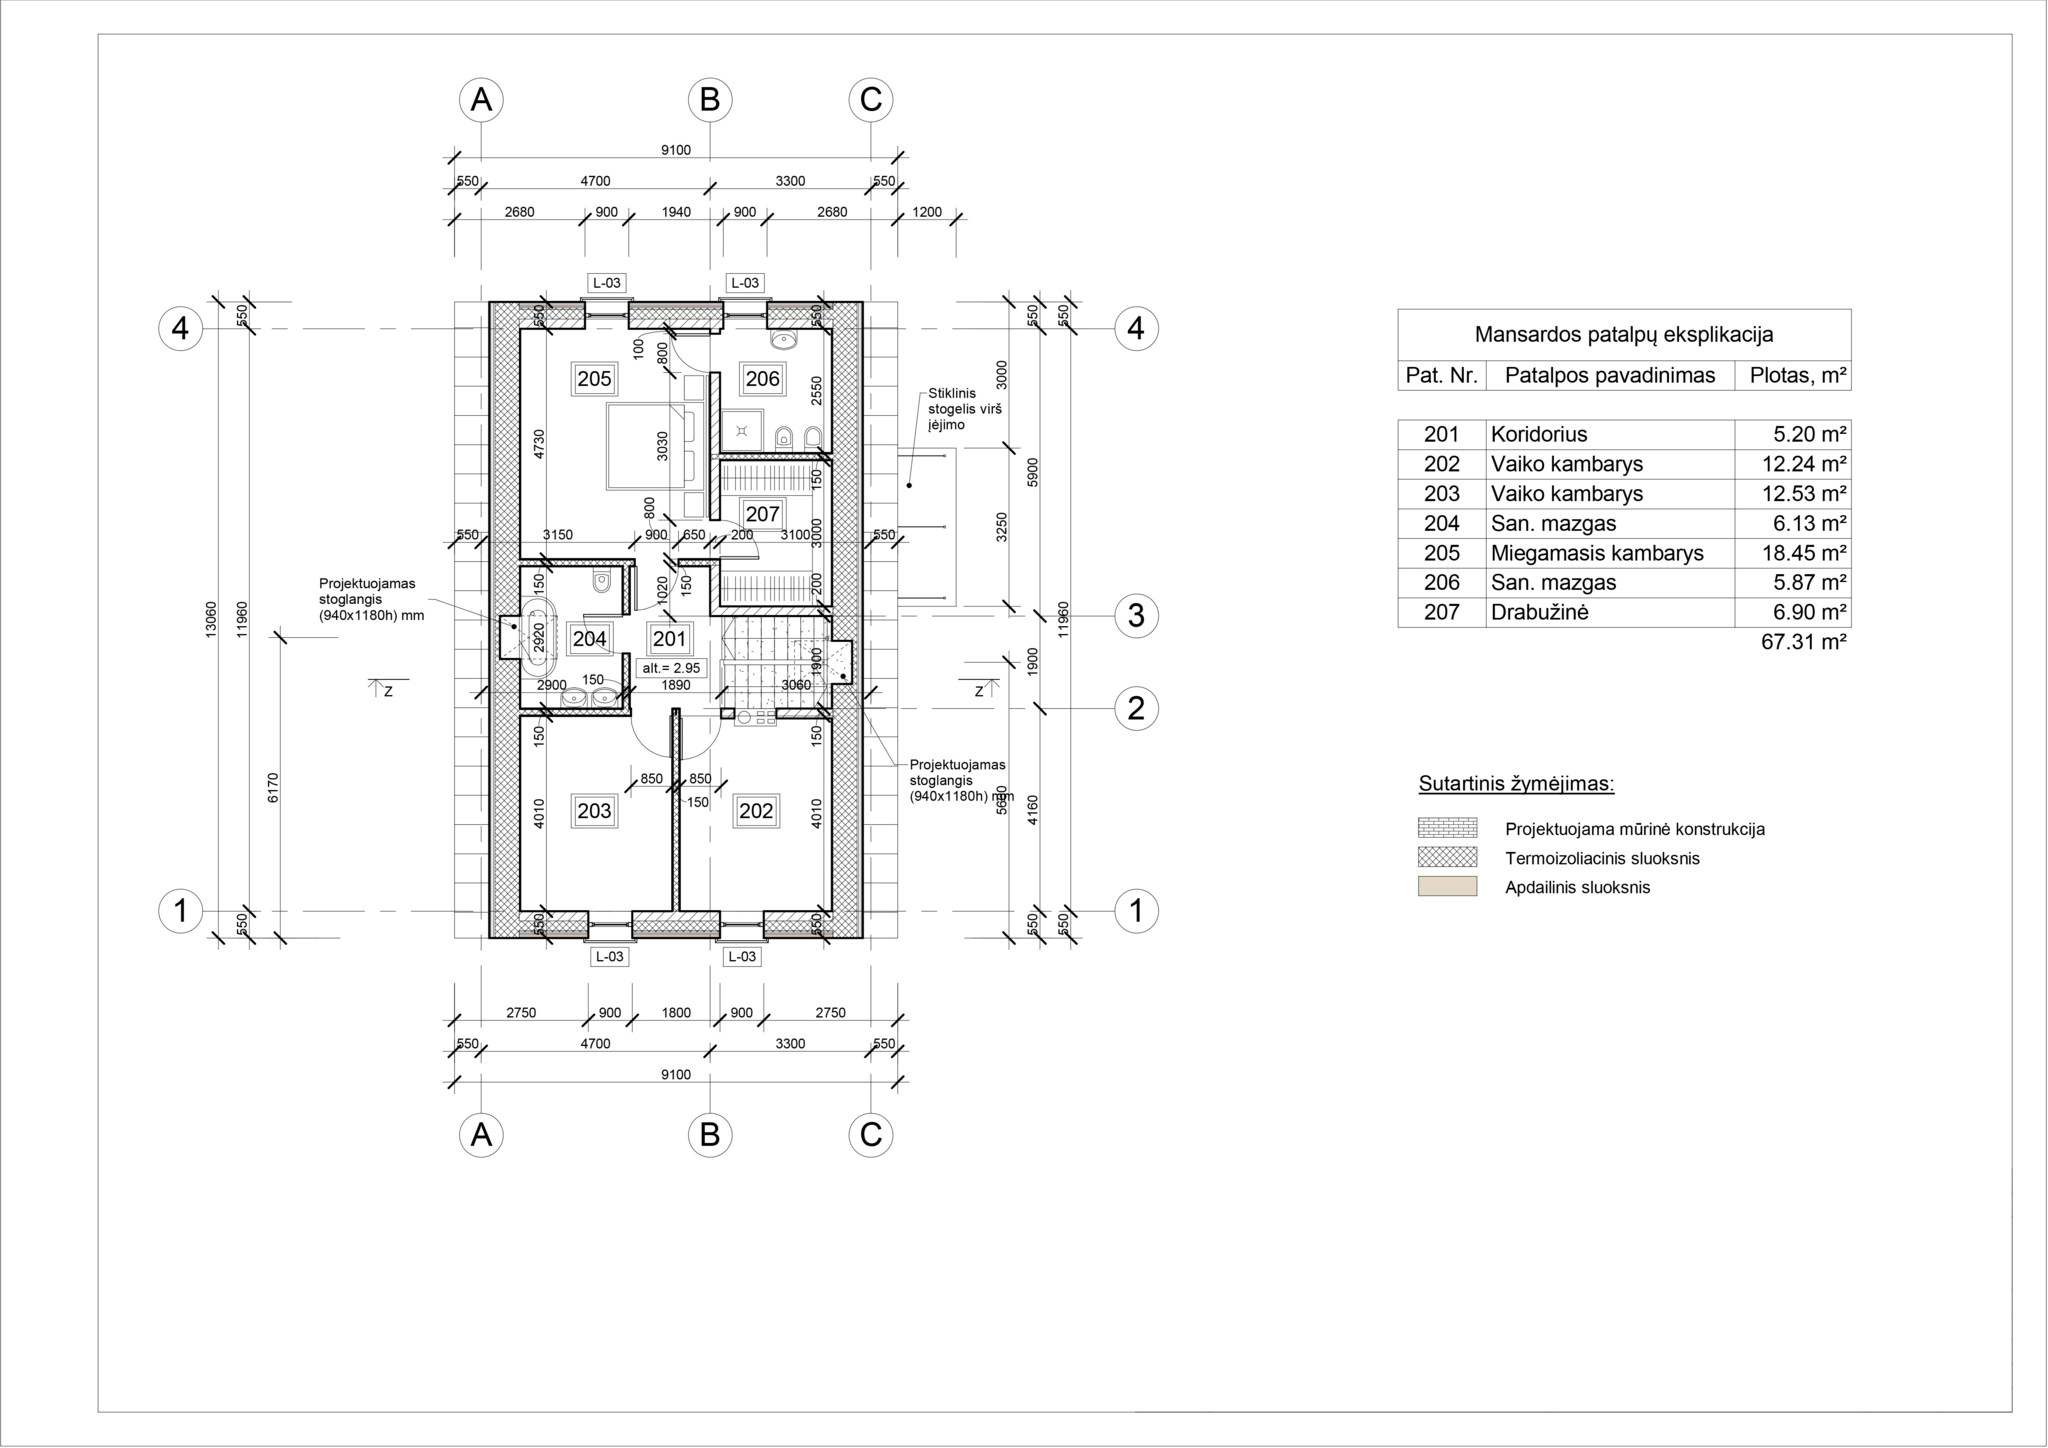 A B C
9100
550 4700 3300 550
2680 900 1940 900 2680 1200
L-03 L-03
4 4
550 550 550 550 550 550
100 800
205 206
2550
3000
Stiklinis
stogelis virš
įėjimo
4730 3030
150
5900
800
207
3000
3250
550 3150 900 650 200 3100 550
150 1020 150 200
Projektuojamas
stoglangis
(940x1180h) mm
13060 11960
2920
204 201
alt.= 2.95
3
11960
1900 1900
z z
2900 150 1890 3060
2
150 150
6170
Projektuojamas
stoglangis
(940x1180h) mm
850 850
150
203 202
4010 4010
5660 4160
1 1
550 550 550 550 550
L-03 L-03
2750 900 1800 900 2750
550 4700 3300 550
9100
A B C
Mansardos patalpų eksplikacija
Pat. Nr. Patalpos pavadinimas Plotas, m²
201 Koridorius 5.20 m²
202 Vaiko kambarys 12.24 m²
203 Vaiko kambarys 12.53 m²
204 San. mazgas 6.13 m²
205 Miegamasis kambarys 18.45 m²
206 San. mazgas 5.87 m²
207 Drabužinė 6.90 m²
67.31 m²
Sutartinis žymėjimas:
Projektuojama mūrinė konstrukcija
Termoizoliacinis sluoksnis
Apdailinis sluoksnis